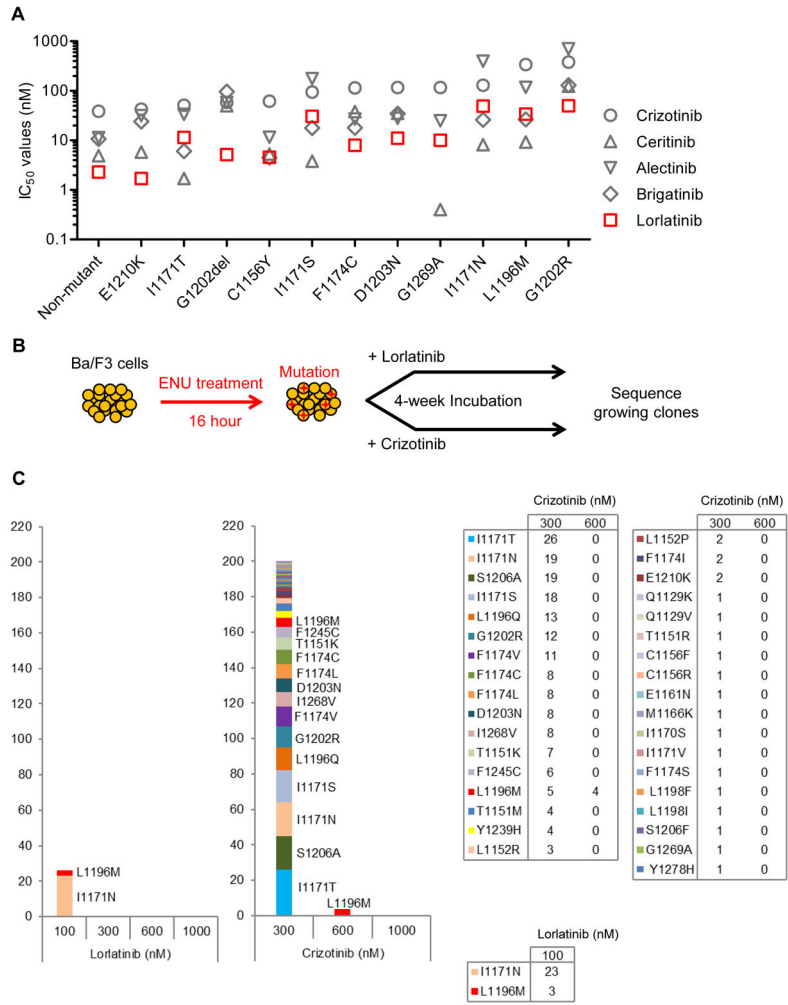 A
IC50 values (nM)
1000
100
10
1
0.1
Non-mutant
E1210K
I1171T
G1202del
C1156Y
I1171S
F1174C
D1203N
G1269A
I1171N
L1196M
G1202R
Crizotinib
Ceritinib
Alectinib
Brigatinib
Lorlatinib
B
Ba/F3 cells
ENU treatment
16 hour
Mutation
+ Lorlatinib
4-week Incubation
+ Crizotinib
Sequence
growing clones
C
220
200
180
160
140
120
100
80
60
40
20
0
L1196M
I1171N
100 300 600 1000
Lorlatinib (nM)
220
200
180
160
140
120
100
80
60
40
20
0
L1196M
F1245C
T1151K
F1174C
F1174L
D1203N
I1268V
F1174V
G1202R
L1196Q
I1171S
I1171N
S1206A
I1171T
L1196M
300 600 1000
Crizotinib (nM)
Crizotinib (nM)
300 600
I1171T 26 0
I1171N 19 0
S1206A 19 0
I1171S 18 0
L1196Q 13 0
G1202R 12 0
F1174V 11 0
F1174C 8 0
F1174L 8 0
D1203N 8 0
I1268V 8 0
T1151K 7 0
F1245C 6 0
L1196M 5 4
T1151M 4 0
Y1239H 4 0
L1152R 3 0
Crizotinib (nM)
300 600
L1152P 2 0
F1174I 2 0
E1210K 2 0
Q1129K 1 0
Q1129V 1 0
T1151R 1 0
C1156F 1 0
C1156R 1 0
E1161N 1 0
M1166K 1 0
I1170S 1 0
I1171V 1 0
F1174S 1 0
L1198F 1 0
L1198I 1 0
S1206F 1 0
G1269A 1 0
Y1278H 1 0
Lorlatinib (nM)
100
I1171N 23
L1196M 3